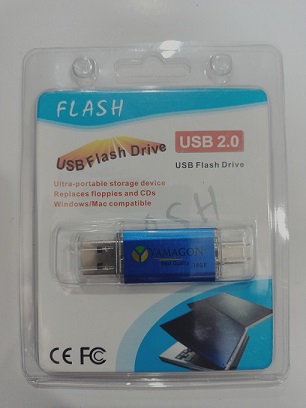 FLASH
USB Flash Drive
USB 2.0
USB Flash Drive
Ultra-portable storage device
Replaces floppies and CDs
Windows/Mac compatible
YAMAGON
16GB
CE FC